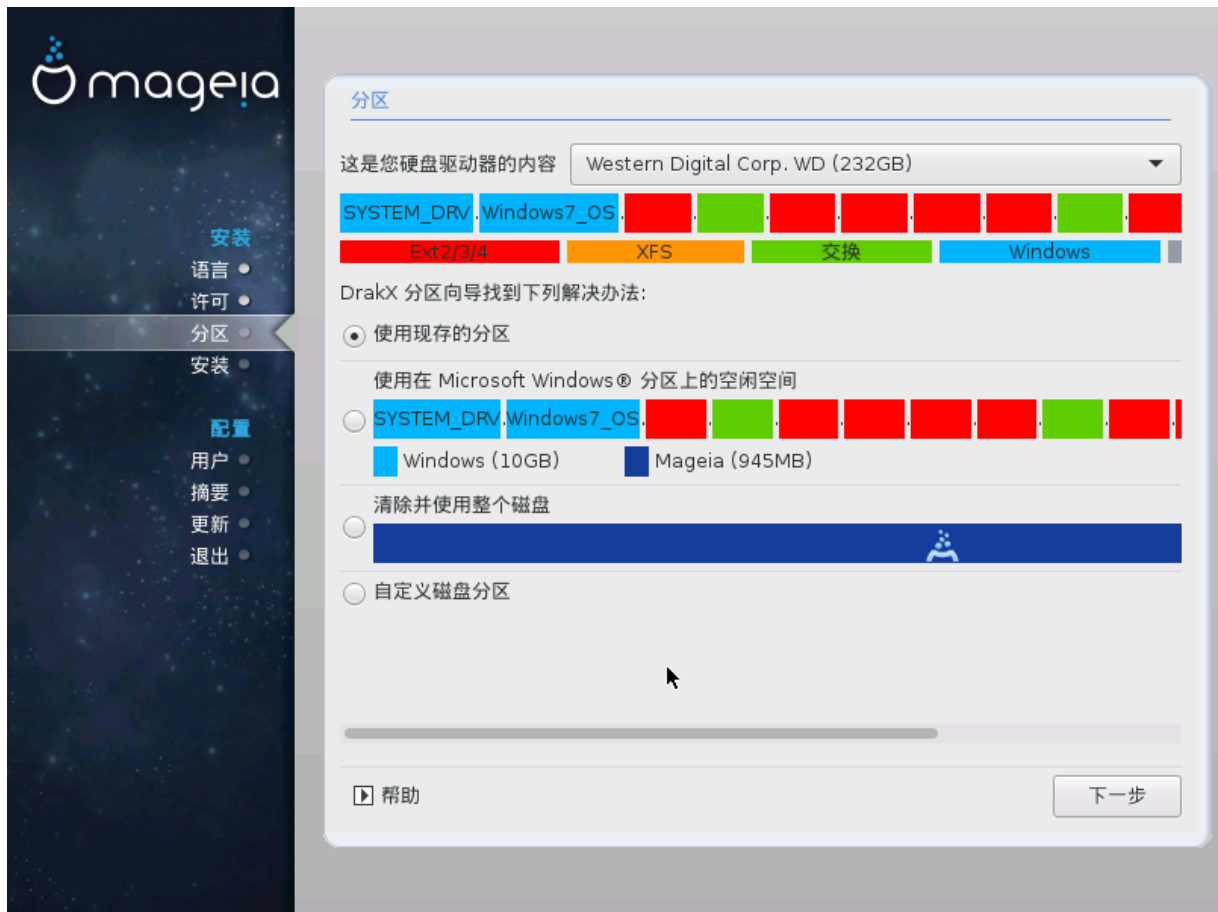 mageia
安装
语言
许可
分区
安装
配置
用户
摘要
更新
退出
分区
这是您硬盘驱动器的内容 Western Digital Corp. WD (232GB)
SYSTEM_DRV Windows7_OS
Ext2/3/4 XFS 交换 Windows
DrakX 分区向导找到下列解决办法:
使用现存的分区
使用在 Microsoft Windows® 分区上的空闲空间
SYSTEM_DRV Windows7_OS
Windows (10GB) Mageia (945MB)
清除并使用整个磁盘
自定义磁盘分区
帮助 下一步